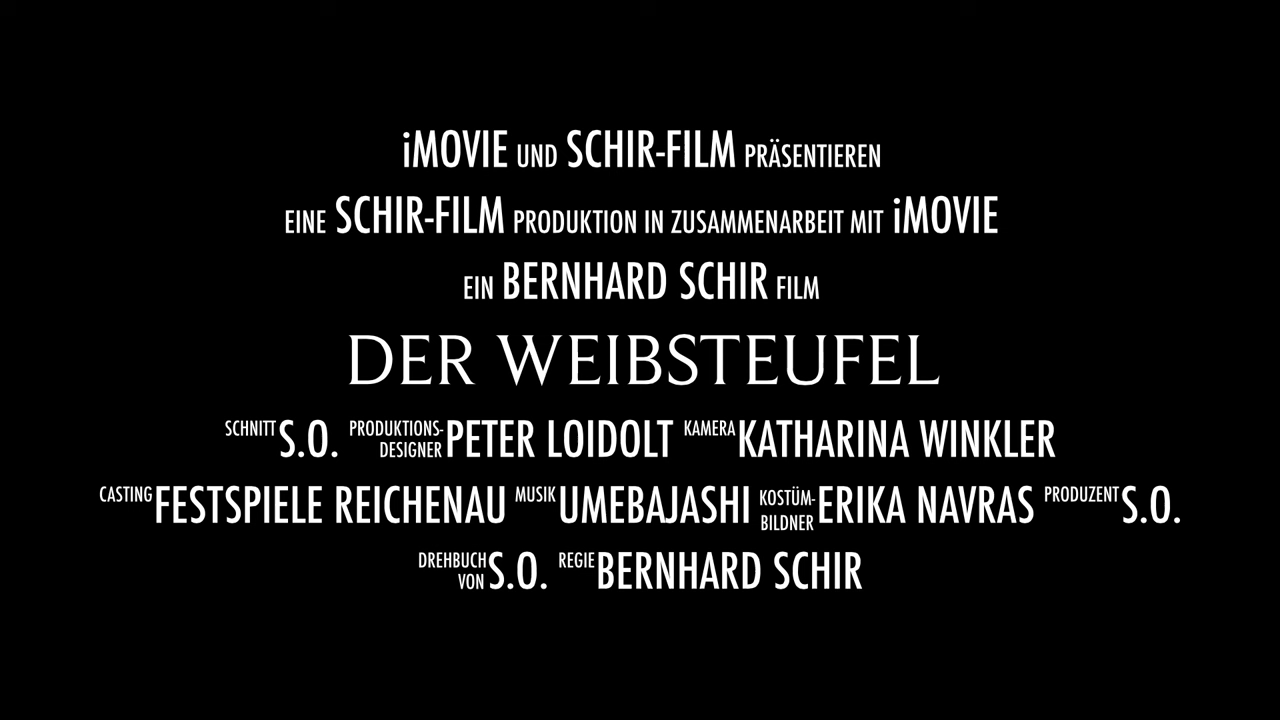 iMOVIE UND SCHIR-FILM PRÄSENTIEREN
EINE SCHIR-FILM PRODUKTION IN ZUSAMMENARBEIT MIT iMOVIE
EIN BERNHARD SCHIR FILM
DER WEIBSTEUFEL
SCHNITT S.O. PRODUKTIONS-DESIGNER PETER LOIDOLT KAMERA KATHARINA WINKLER
CASTING FESTSPIELE REICHENAU MUSIK UMEBAJASHI KOSTÜM-BILDNER ERIKA NAVRAS PRODUZENT S.O.
DREHBUCH VON S.O. REGIE BERNHARD SCHIR